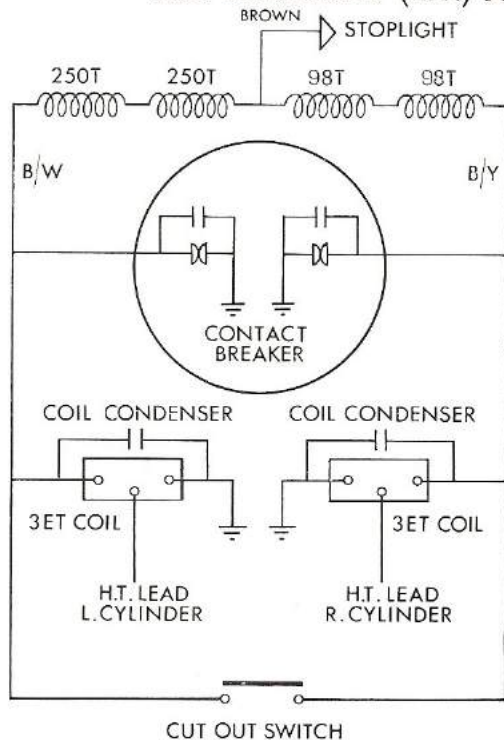 BROWN
STOPLIGHT
250T 250T 98T 98T
B/W B/Y
CONTACT
BREAKER
COIL CONDENSER COIL CONDENSER
3ET COIL 3ET COIL
H.T. LEAD H.T. LEAD
L. CYLINDER R. CYLINDER
CUT OUT SWITCH